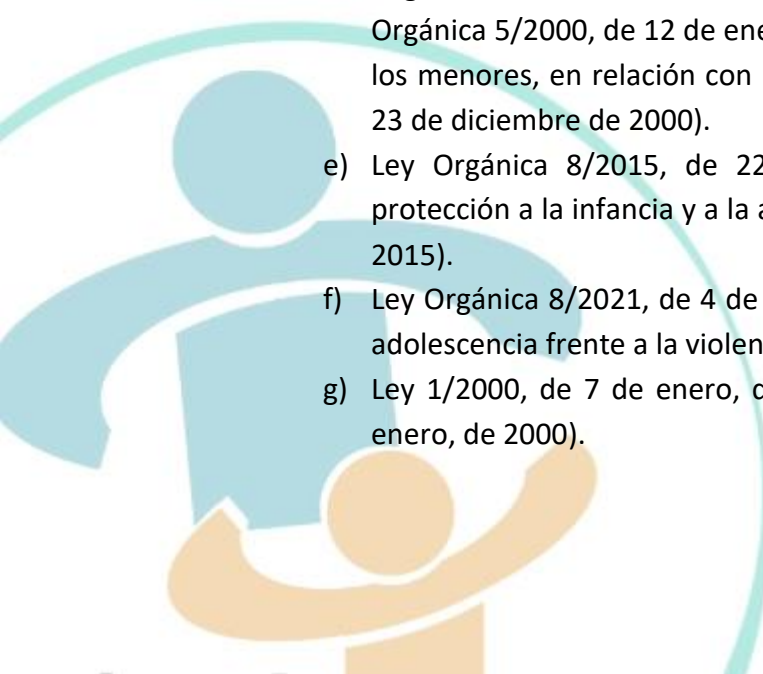 Orgánica 5/2000, de 12 de ene
los menores, en relación con
23 de diciembre de 2000).
e) Ley Orgánica 8/2015, de 22
protección a la infancia y a la a
2015).
f) Ley Orgánica 8/2021, de 4 de
adolescencia frente a la violen
g) Ley 1/2000, de 7 de enero, d
enero, de 2000).